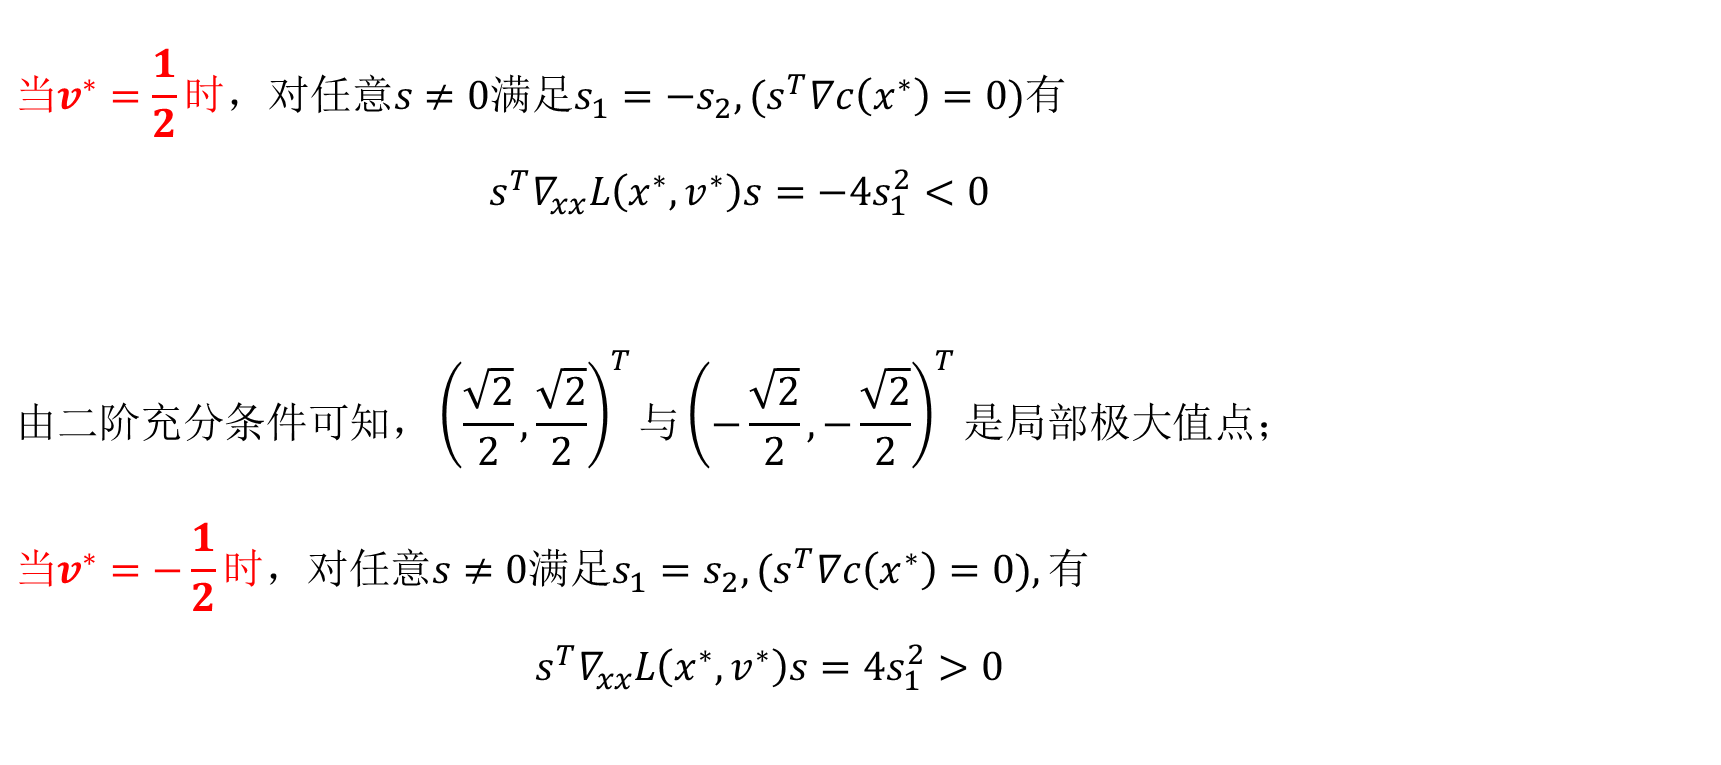 当𝒗* = 1/2 时，对任意s ≠ 0满足s₁ = −s₂, (sᵀ∇c(x*) = 0)有
sᵀ∇ₓₓL(x*, v*)s = −4s₁² < 0
由二阶充分条件可知，(√2/2, √2/2)ᵀ 与 (−√2/2, −√2/2)ᵀ 是局部极大值点；
当𝒗* = −1/2 时，对任意s ≠ 0满足s₁ = s₂, (sᵀ∇c(x*) = 0), 有
sᵀ∇ₓₓL(x*, v*)s = 4s₁² > 0